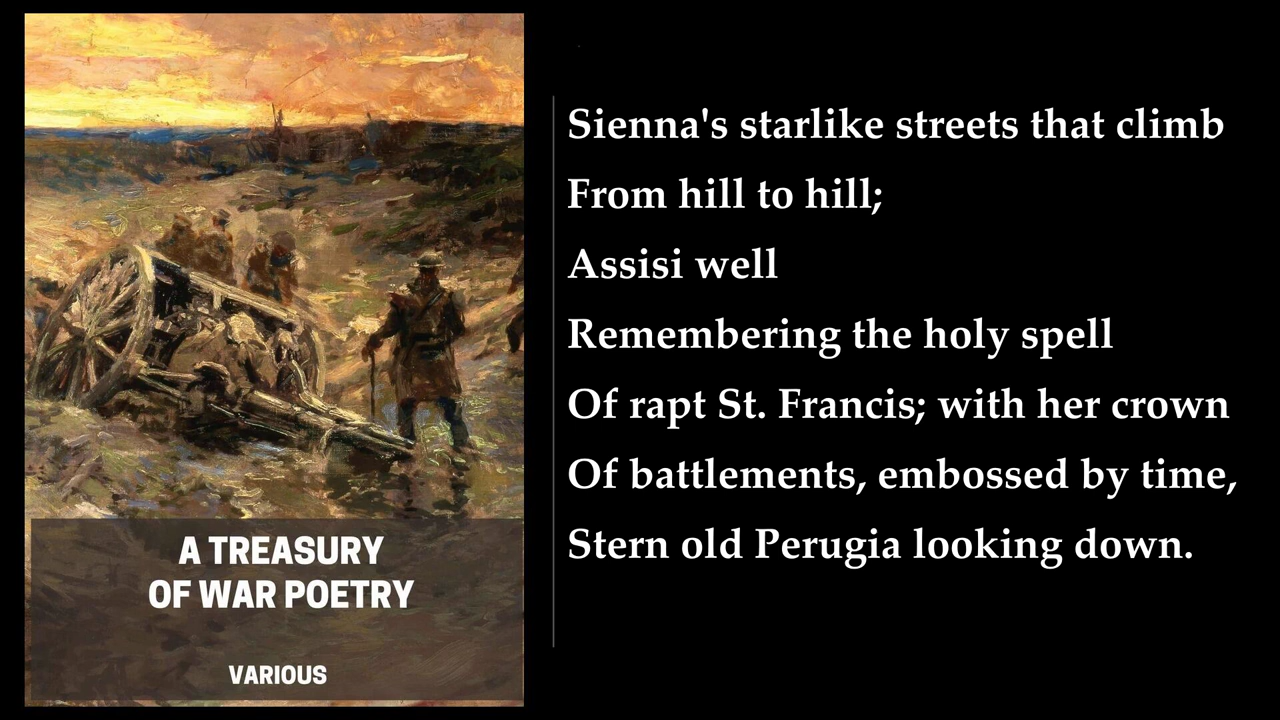 A TREASURY
OF WAR POETRY
VARIOUS
Sienna's starlike streets that climb
From hill to hill;
Assisi well
Remembering the holy spell
Of rapt St. Francis; with her crown
Of battlements, embossed by time,
Stern old Perugia looking down.